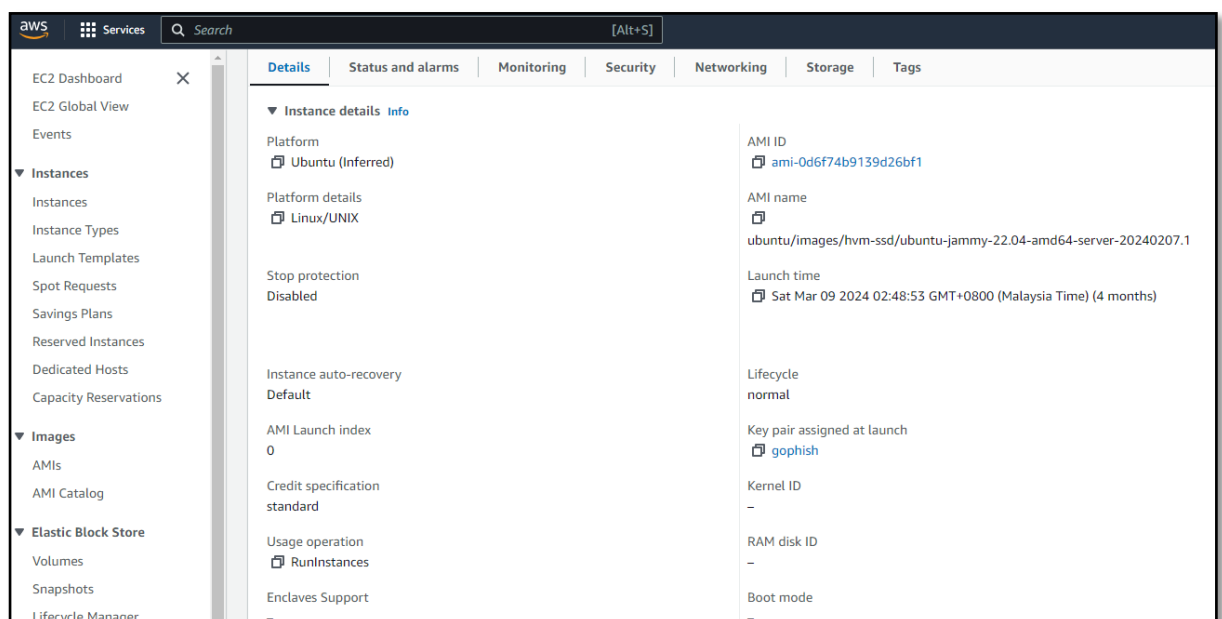 aws
Services
Search
[Alt+S]
EC2 Dashboard
EC2 Global View
Events
Instances
Instances
Instance Types
Launch Templates
Spot Requests
Savings Plans
Reserved Instances
Dedicated Hosts
Capacity Reservations
Images
AMIs
AMI Catalog
Elastic Block Store
Volumes
Snapshots
Lifecycle Manager
Details
Status and alarms
Monitoring
Security
Networking
Storage
Tags
Instance details Info
Platform
Ubuntu (Inferred)
Platform details
Linux/UNIX
Stop protection
Disabled
Instance auto-recovery
Default
AMI Launch index
0
Credit specification
standard
Usage operation
RunInstances
Enclaves Support
–
AMI ID
ami-0d6f74b9139d26bf1
AMI name
ubuntu/images/hvm-ssd/ubuntu-jammy-22.04-amd64-server-20240207.1
Launch time
Sat Mar 09 2024 02:48:53 GMT+0800 (Malaysia Time) (4 months)
Lifecycle
normal
Key pair assigned at launch
gophish
Kernel ID
–
RAM disk ID
–
Boot mode
–